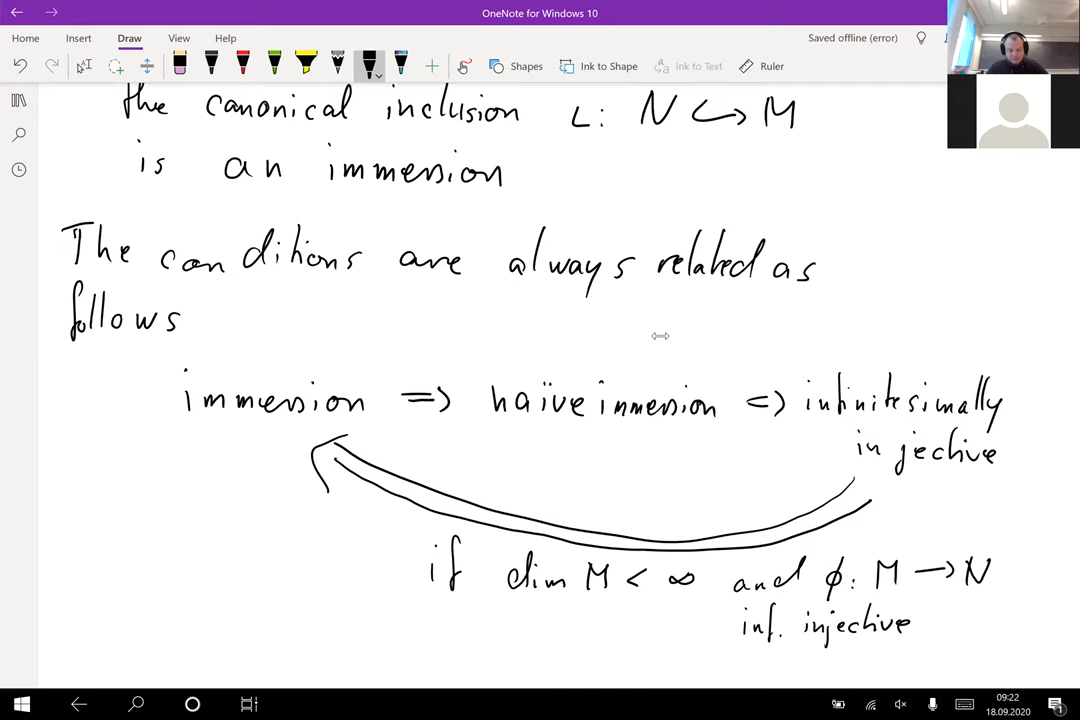 OneNote for Windows 10
Home Insert Draw View Help Saved offline (error)
Shapes Ink to Shape Ink to Text Ruler
the canonical inclusion ι: N ↪ M
is an immersion
The conditions are always related as
follows
immersion => naïve immersion <=> infinitesimally
injective
if dim M < ∞ and φ: M → N
inf. injective
09:22
18.09.2020